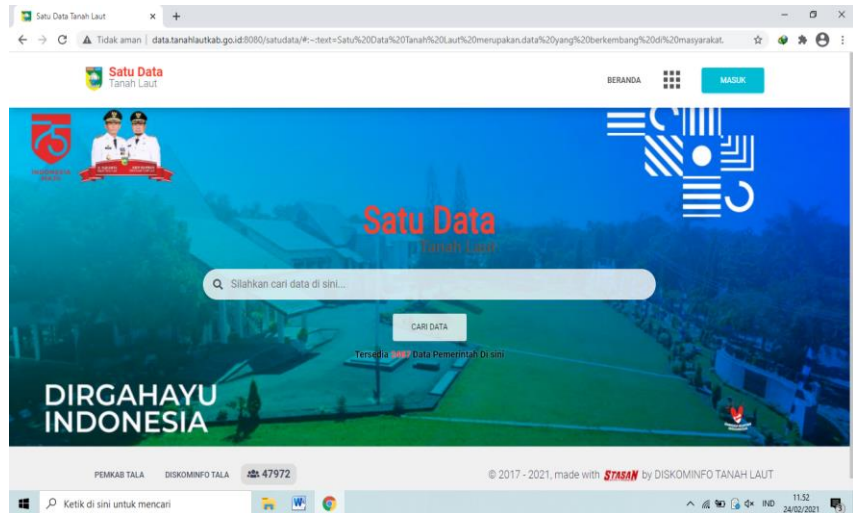 Satu Data Tanah Laut
Tidak aman | data.tanahlautkab.go.id:8080/satudata/#:~:text=Satu%20Data%20Tanah%20Laut%20merupakan,data%20yang%20berkembang%20di%20masyarakat.
Satu Data
Tanah Laut
BERANDA
MASUK
75
INDONESIA
MAJU
Satu Data
Tanah Laut
Silahkan cari data di sini...
CARI DATA
Tersedia Data Pemerintah Di sini
DIRGAHAYU
INDONESIA
PEMKAB TALA DISKOMINFO TALA 47972
© 2017 - 2021, made with STASAN by DISKOMINFO TANAH LAUT
Ketik di sini untuk mencari
IND
11.52
24/02/2021